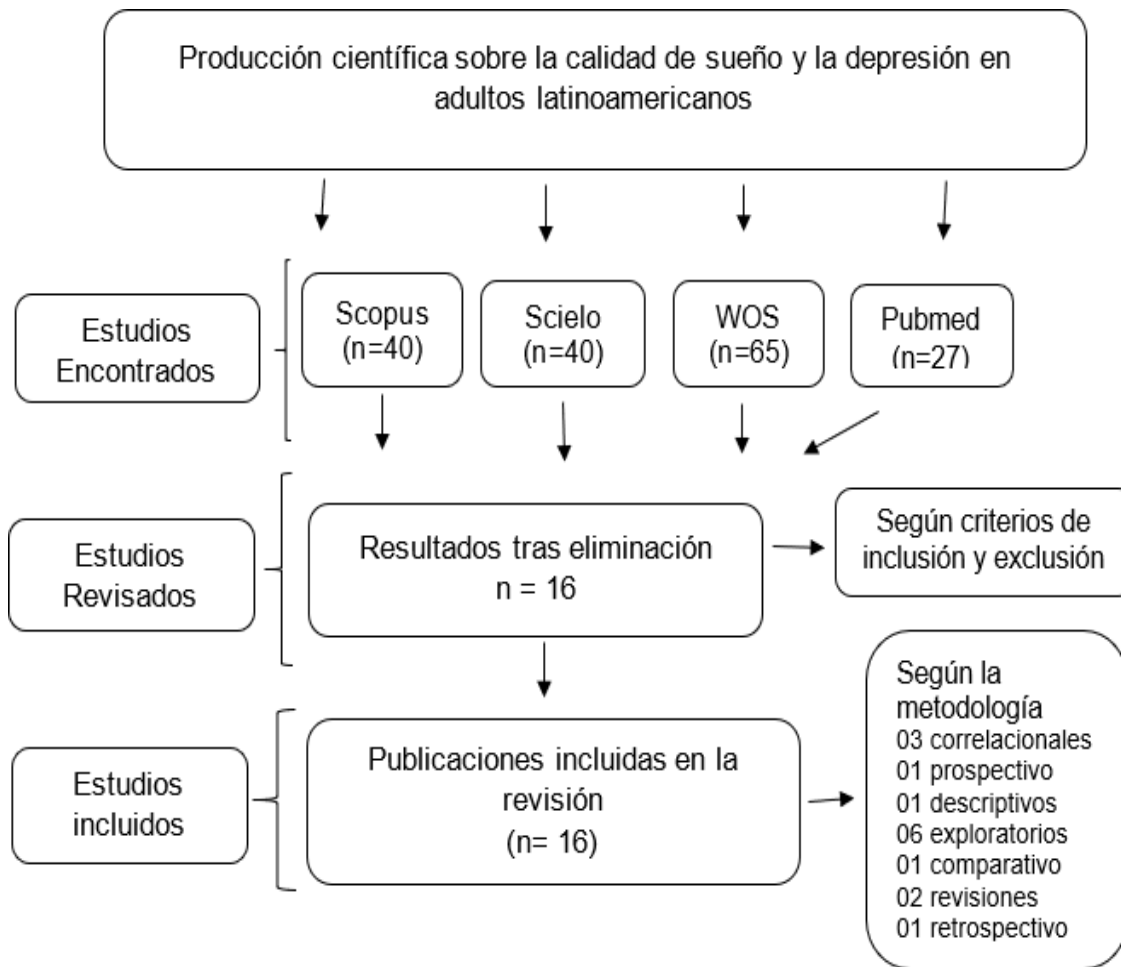 Producción científica sobre la calidad de sueño y la depresión en
adultos latinoamericanos
Estudios
Encontrados
Scopus
(n=40)
Scielo
(n=40)
WOS
(n=65)
Pubmed
(n=27)
Estudios
Revisados
Resultados tras eliminación
n = 16
Según criterios de
inclusión y exclusión
Estudios
incluidos
Publicaciones incluidas en la
revisión
(n= 16)
Según la
metodología
03 correlacionales
01 prospectivo
01 descriptivos
06 exploratorios
01 comparativo
02 revisiones
01 retrospectivo